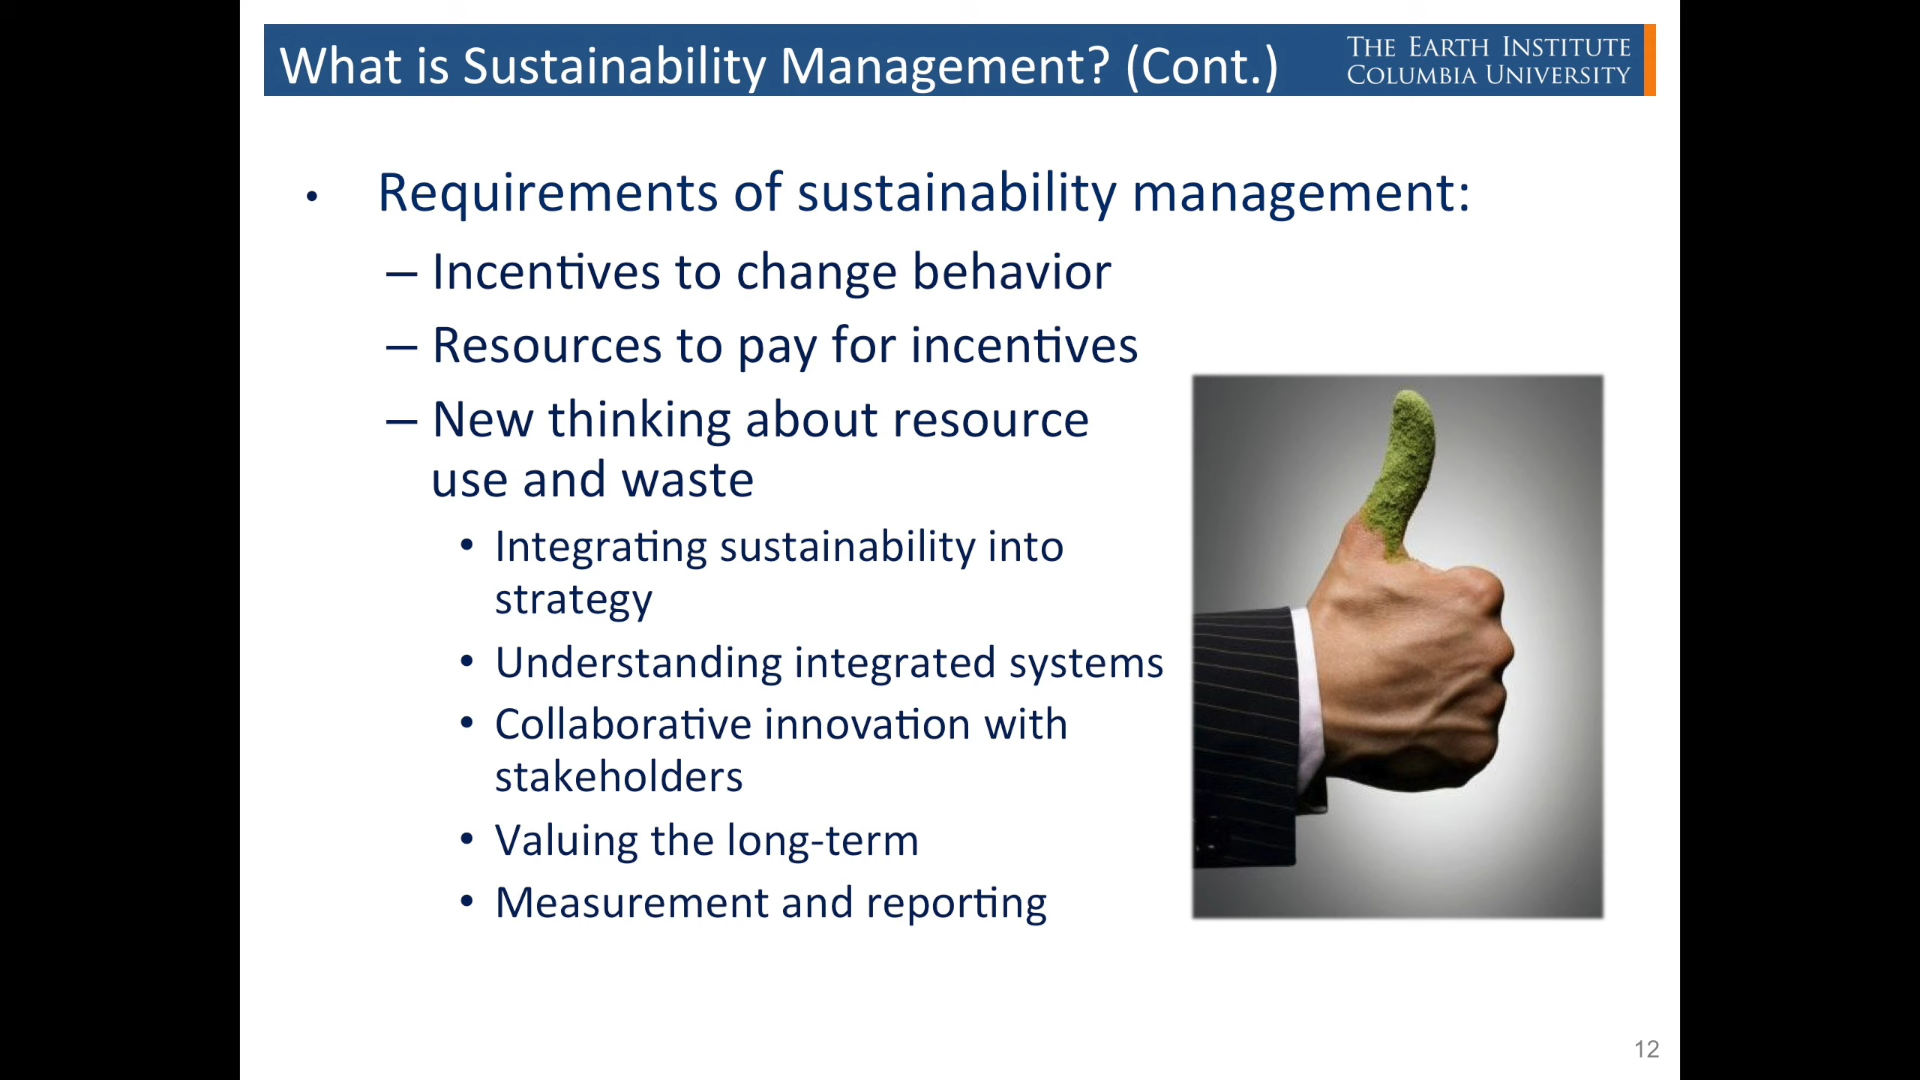 What is Sustainability Management? (Cont.)
THE EARTH INSTITUTE
COLUMBIA UNIVERSITY
• Requirements of sustainability management:
– Incentives to change behavior
– Resources to pay for incentives
– New thinking about resource
use and waste
• Integrating sustainability into
strategy
• Understanding integrated systems
• Collaborative innovation with
stakeholders
• Valuing the long-term
• Measurement and reporting
12